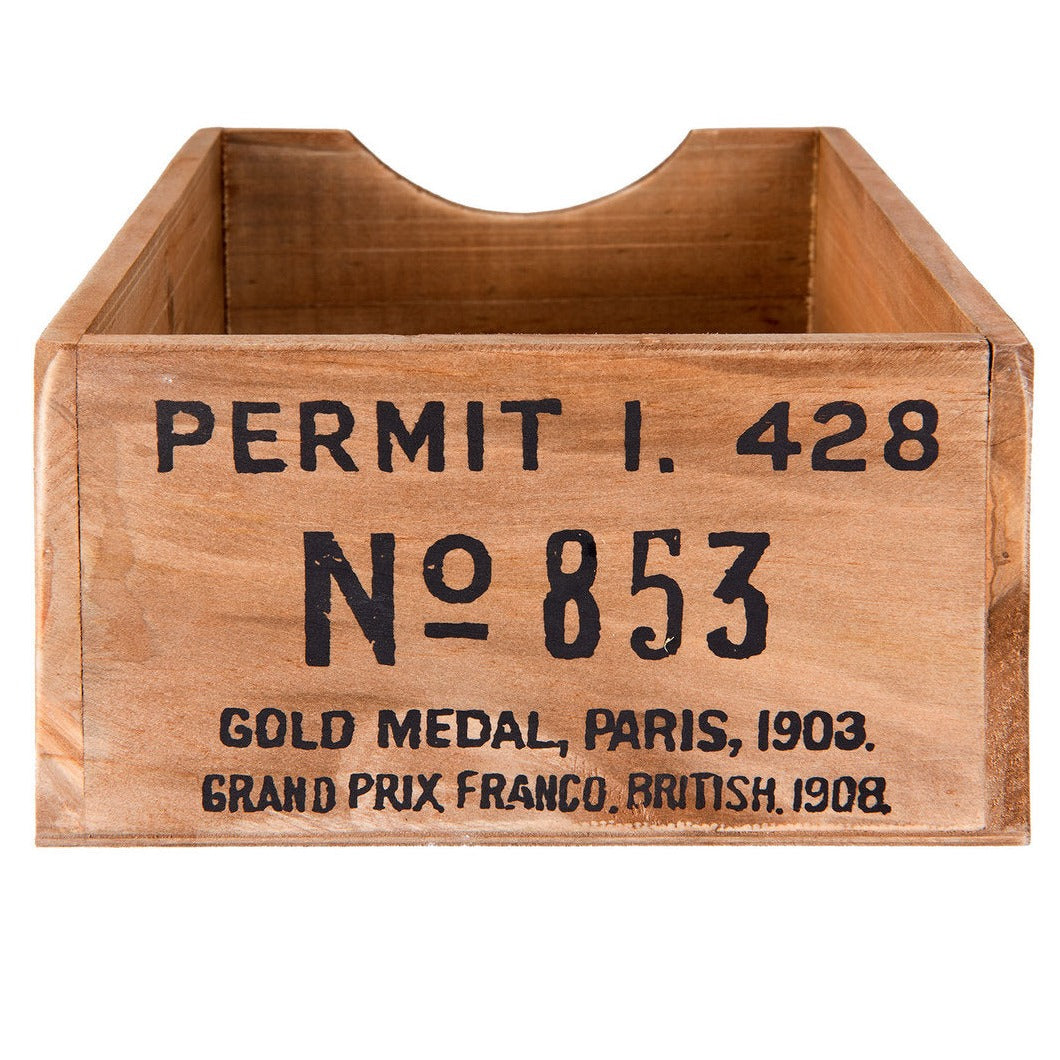 PERMIT I. 428
No 853
GOLD MEDAL, PARIS, 1903.
GRAND PRIX FRANCO. BRITISH. 1908.